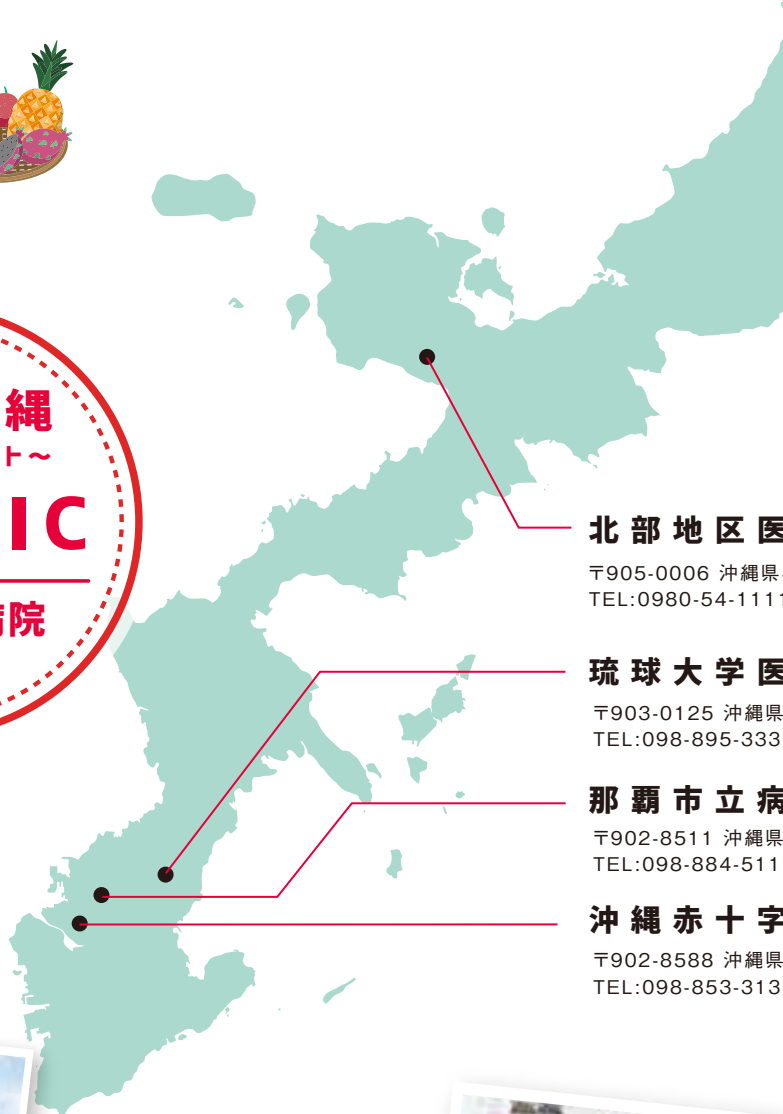 縄
ト～
IC
病院
北部地区医
〒905-0006 沖縄県
TEL:0980-54-1111
琉球大学医
〒903-0125 沖縄県
TEL:098-895-333
那覇市立病
〒902-8511 沖縄県
TEL:098-884-511
沖縄赤十字
〒902-8588 沖縄県
TEL:098-853-313